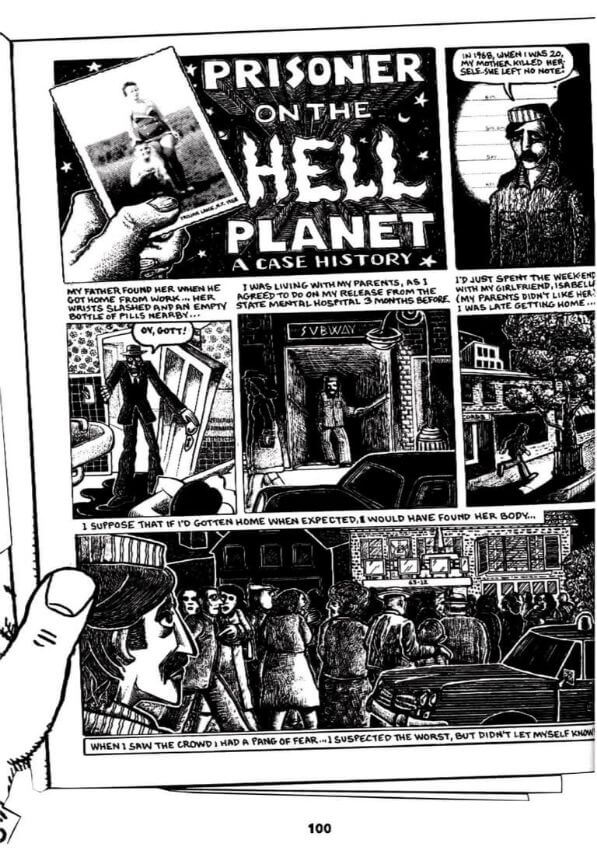 PRISONER
ON THE
HELL
PLANET
A CASE HISTORY
TROJAN LAKE, N.Y. 1958
IN 1968, WHEN I WAS 20,
MY MOTHER KILLED HER-
SELF. SHE LEFT NO NOTE!
MY FATHER FOUND HER WHEN HE
GOT HOME FROM WORK... HER
WRISTS SLASHED AND AN EMPTY
BOTTLE OF PILLS NEARBY...
OY, GOTT!
I WAS LIVING WITH MY PARENTS, AS I
AGREED TO DO ON MY RELEASE FROM THE
STATE MENTAL HOSPITAL 3 MONTHS BEFORE.
SUBWAY
I'D JUST SPENT THE WEEKEND
WITH MY GIRLFRIEND, ISABELL
(MY PARENTS DIDN'T LIKE HER
I WAS LATE GETTING HOME...
I SUPPOSE THAT IF I'D GOTTEN HOME WHEN EXPECTED, I WOULD HAVE FOUND HER BODY...
WHEN I SAW THE CROWD I HAD A PANG OF FEAR... I SUSPECTED THE WORST, BUT DIDN'T LET MYSELF KNOW
100